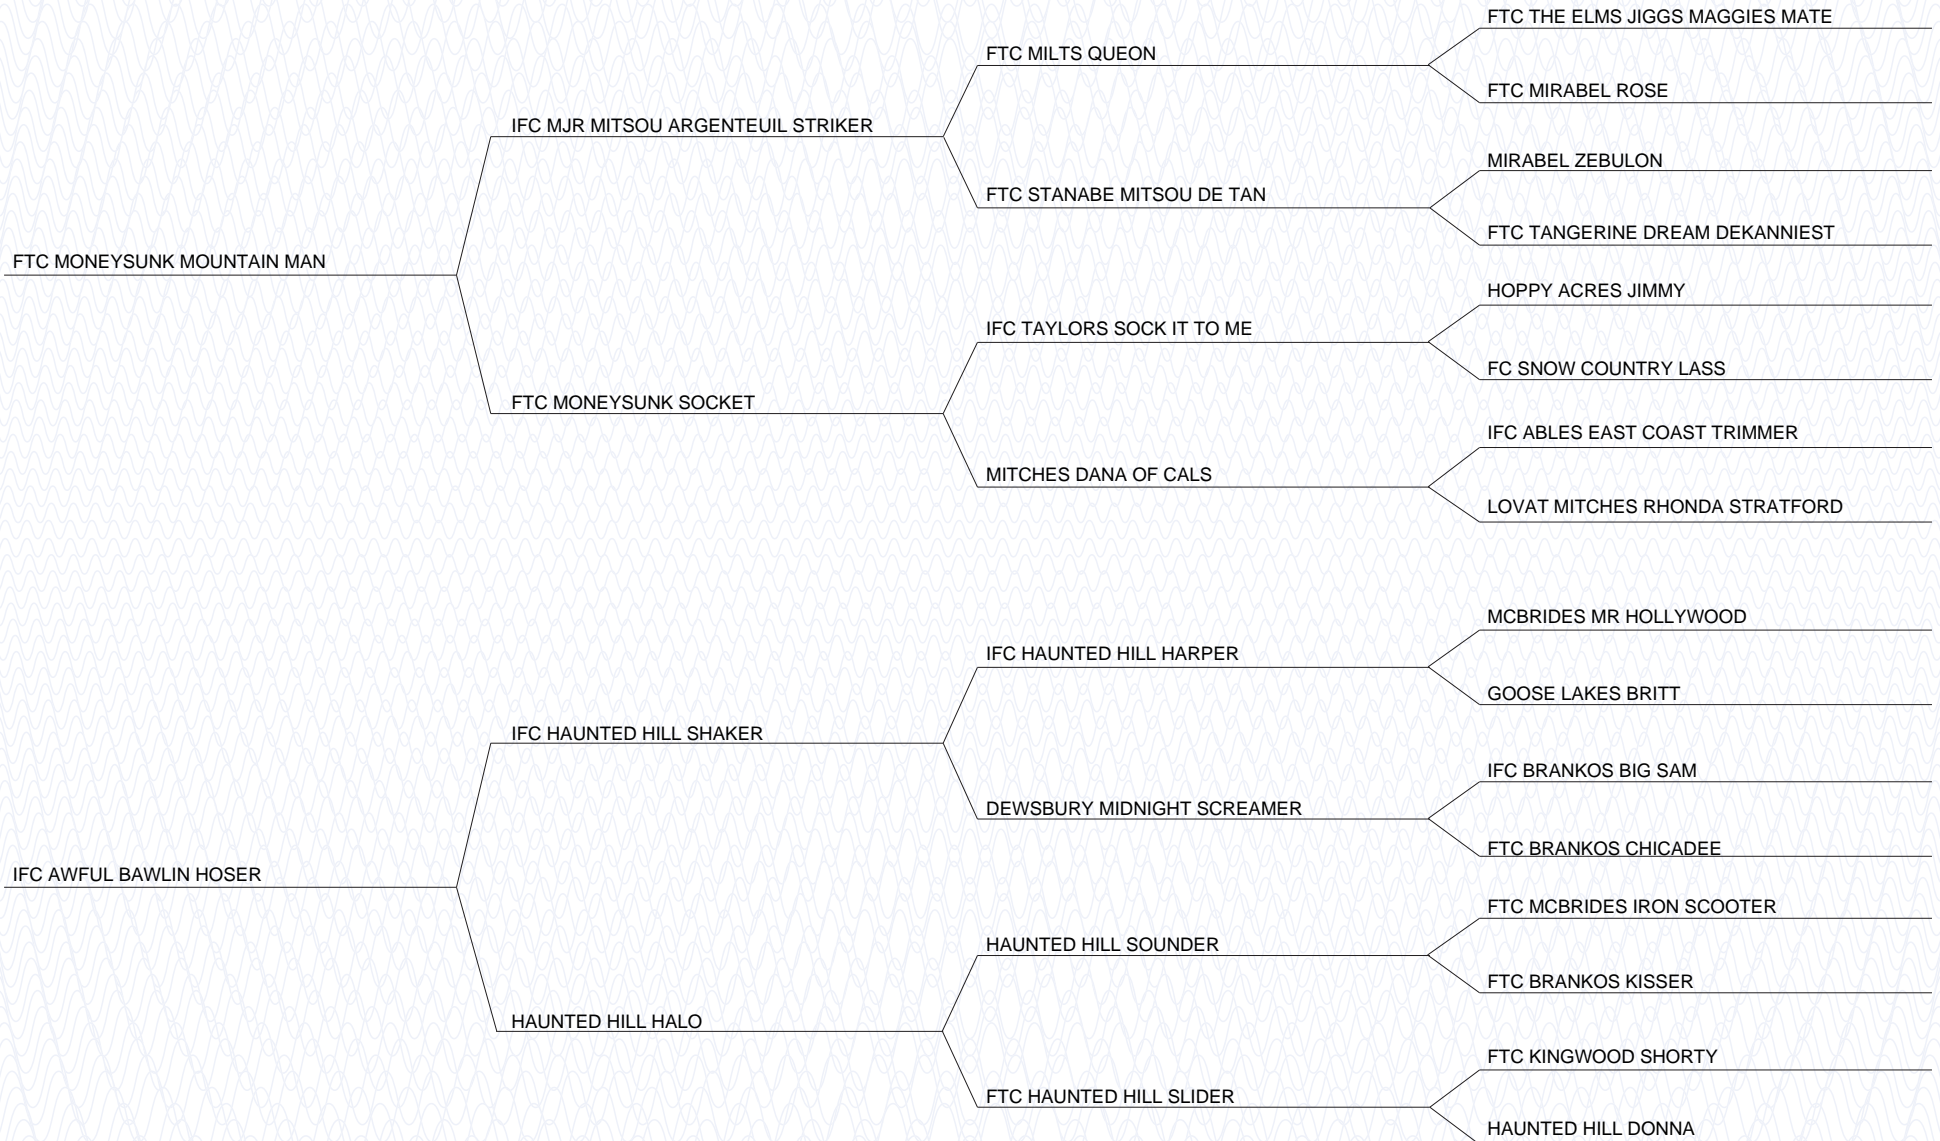 FTC THE ELMS JIGGS MAGGIES MATE
FTC MILTS QUEON
FTC MIRABEL ROSE
IFC MJR MITSOU ARGENTEUIL STRIKER
MIRABEL ZEBULON
FTC STANABE MITSOU DE TAN
FTC TANGERINE DREAM DEKANNIEST
FTC MONEYSUNK MOUNTAIN MAN
HOPPY ACRES JIMMY
IFC TAYLORS SOCK IT TO ME
FC SNOW COUNTRY LASS
FTC MONEYSUNK SOCKET
IFC ABLES EAST COAST TRIMMER
MITCHES DANA OF CALS
LOVAT MITCHES RHONDA STRATFORD
MCBRIDES MR HOLLYWOOD
IFC HAUNTED HILL HARPER
GOOSE LAKES BRITT
IFC HAUNTED HILL SHAKER
IFC BRANKOS BIG SAM
DEWSBURY MIDNIGHT SCREAMER
FTC BRANKOS CHICADEE
IFC AWFUL BAWLIN HOSER
FTC MCBRIDES IRON SCOOTER
HAUNTED HILL SOUNDER
FTC BRANKOS KISSER
HAUNTED HILL HALO
FTC KINGWOOD SHORTY
FTC HAUNTED HILL SLIDER
HAUNTED HILL DONNA